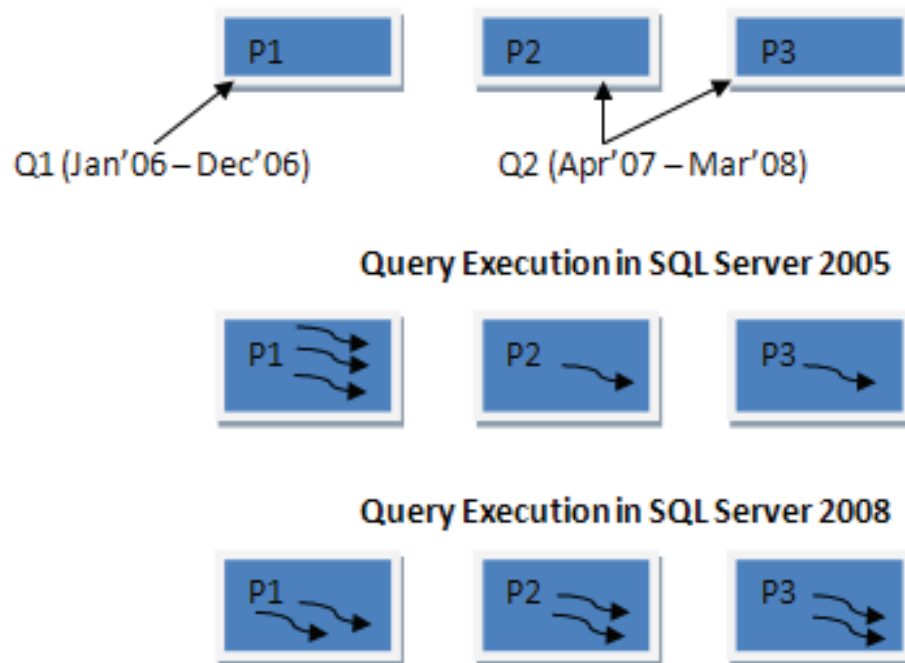 P1 P2 P3
Q1 (Jan’06 – Dec’06) Q2 (Apr’07 – Mar’08)
Query Execution in SQL Server 2005
P1 P2 P3
Query Execution in SQL Server 2008
P1 P2 P3